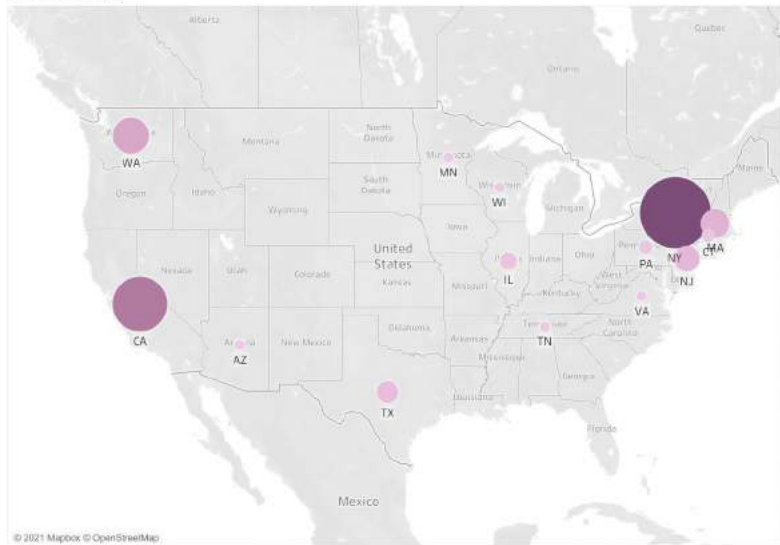 Alberta
Quebec
Ontario
WA
Montana
North
Dakota
MN
Maine
Oregon
Idaho
South
Dakota
WI
Michigan
Wyoming
Iowa
NY
MA
CT
PA
NJ
Nevada
Utah
Colorado
United
States
Kansas
Missouri
IL
Indiana
Ohio
West
Virginia
Kentucky
VA
CA
AZ
New Mexico
Oklahoma
Arkansas
TN
North
Carolina
Mississippi
Georgia
TX
Louisiana
Florida
Mexico
© 2021 Mapbox © OpenStreetMap